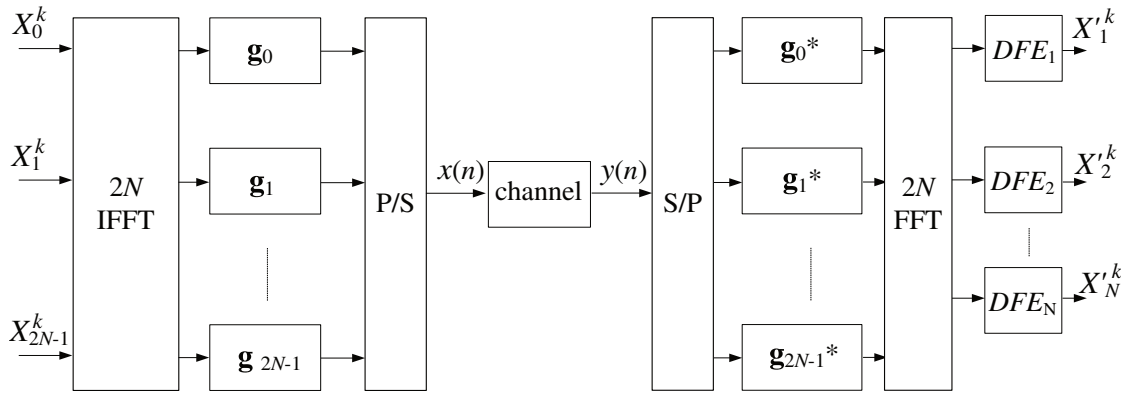 X_0^k
X_1^k
X_{2N-1}^k
2N
IFFT
g_0
g_1
g_{2N-1}
P/S
x(n)
channel
y(n)
S/P
g_0*
g_1*
g_{2N-1}*
2N
FFT
DFE_1
DFE_2
DFE_N
X'_1^k
X'_2^k
X'_N^k